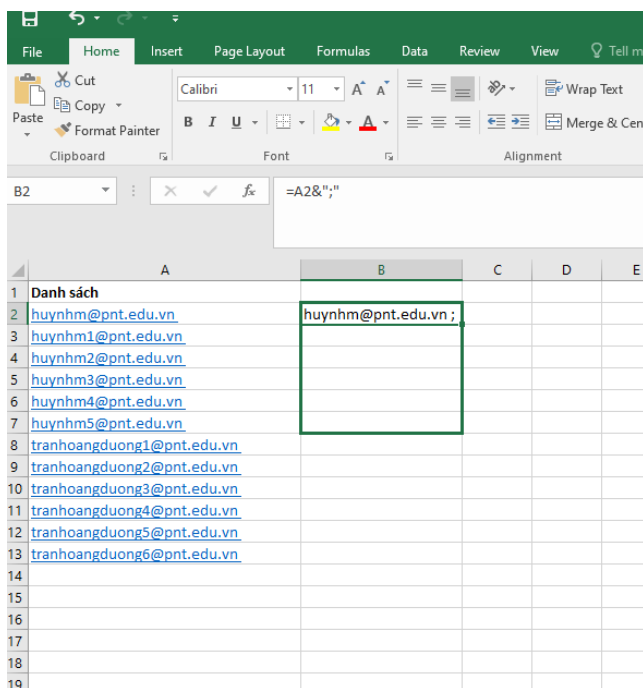 File Home Insert Page Layout Formulas Data Review View Tell m
Cut
Copy
Paste
Format Painter
Clipboard
Calibri 11 A A
B I U A
Font
Wrap Text
Merge & Cen
Alignment
B2 fx =A2&";"
A B C D E
1 Danh sách
2 huynhm@pnt.edu.vn huynhm@pnt.edu.vn ;
3 huynhm1@pnt.edu.vn
4 huynhm2@pnt.edu.vn
5 huynhm3@pnt.edu.vn
6 huynhm4@pnt.edu.vn
7 huynhm5@pnt.edu.vn
8 tranhoangduong1@pnt.edu.vn
9 tranhoangduong2@pnt.edu.vn
10 tranhoangduong3@pnt.edu.vn
11 tranhoangduong4@pnt.edu.vn
12 tranhoangduong5@pnt.edu.vn
13 tranhoangduong6@pnt.edu.vn
14
15
16
17
18
19